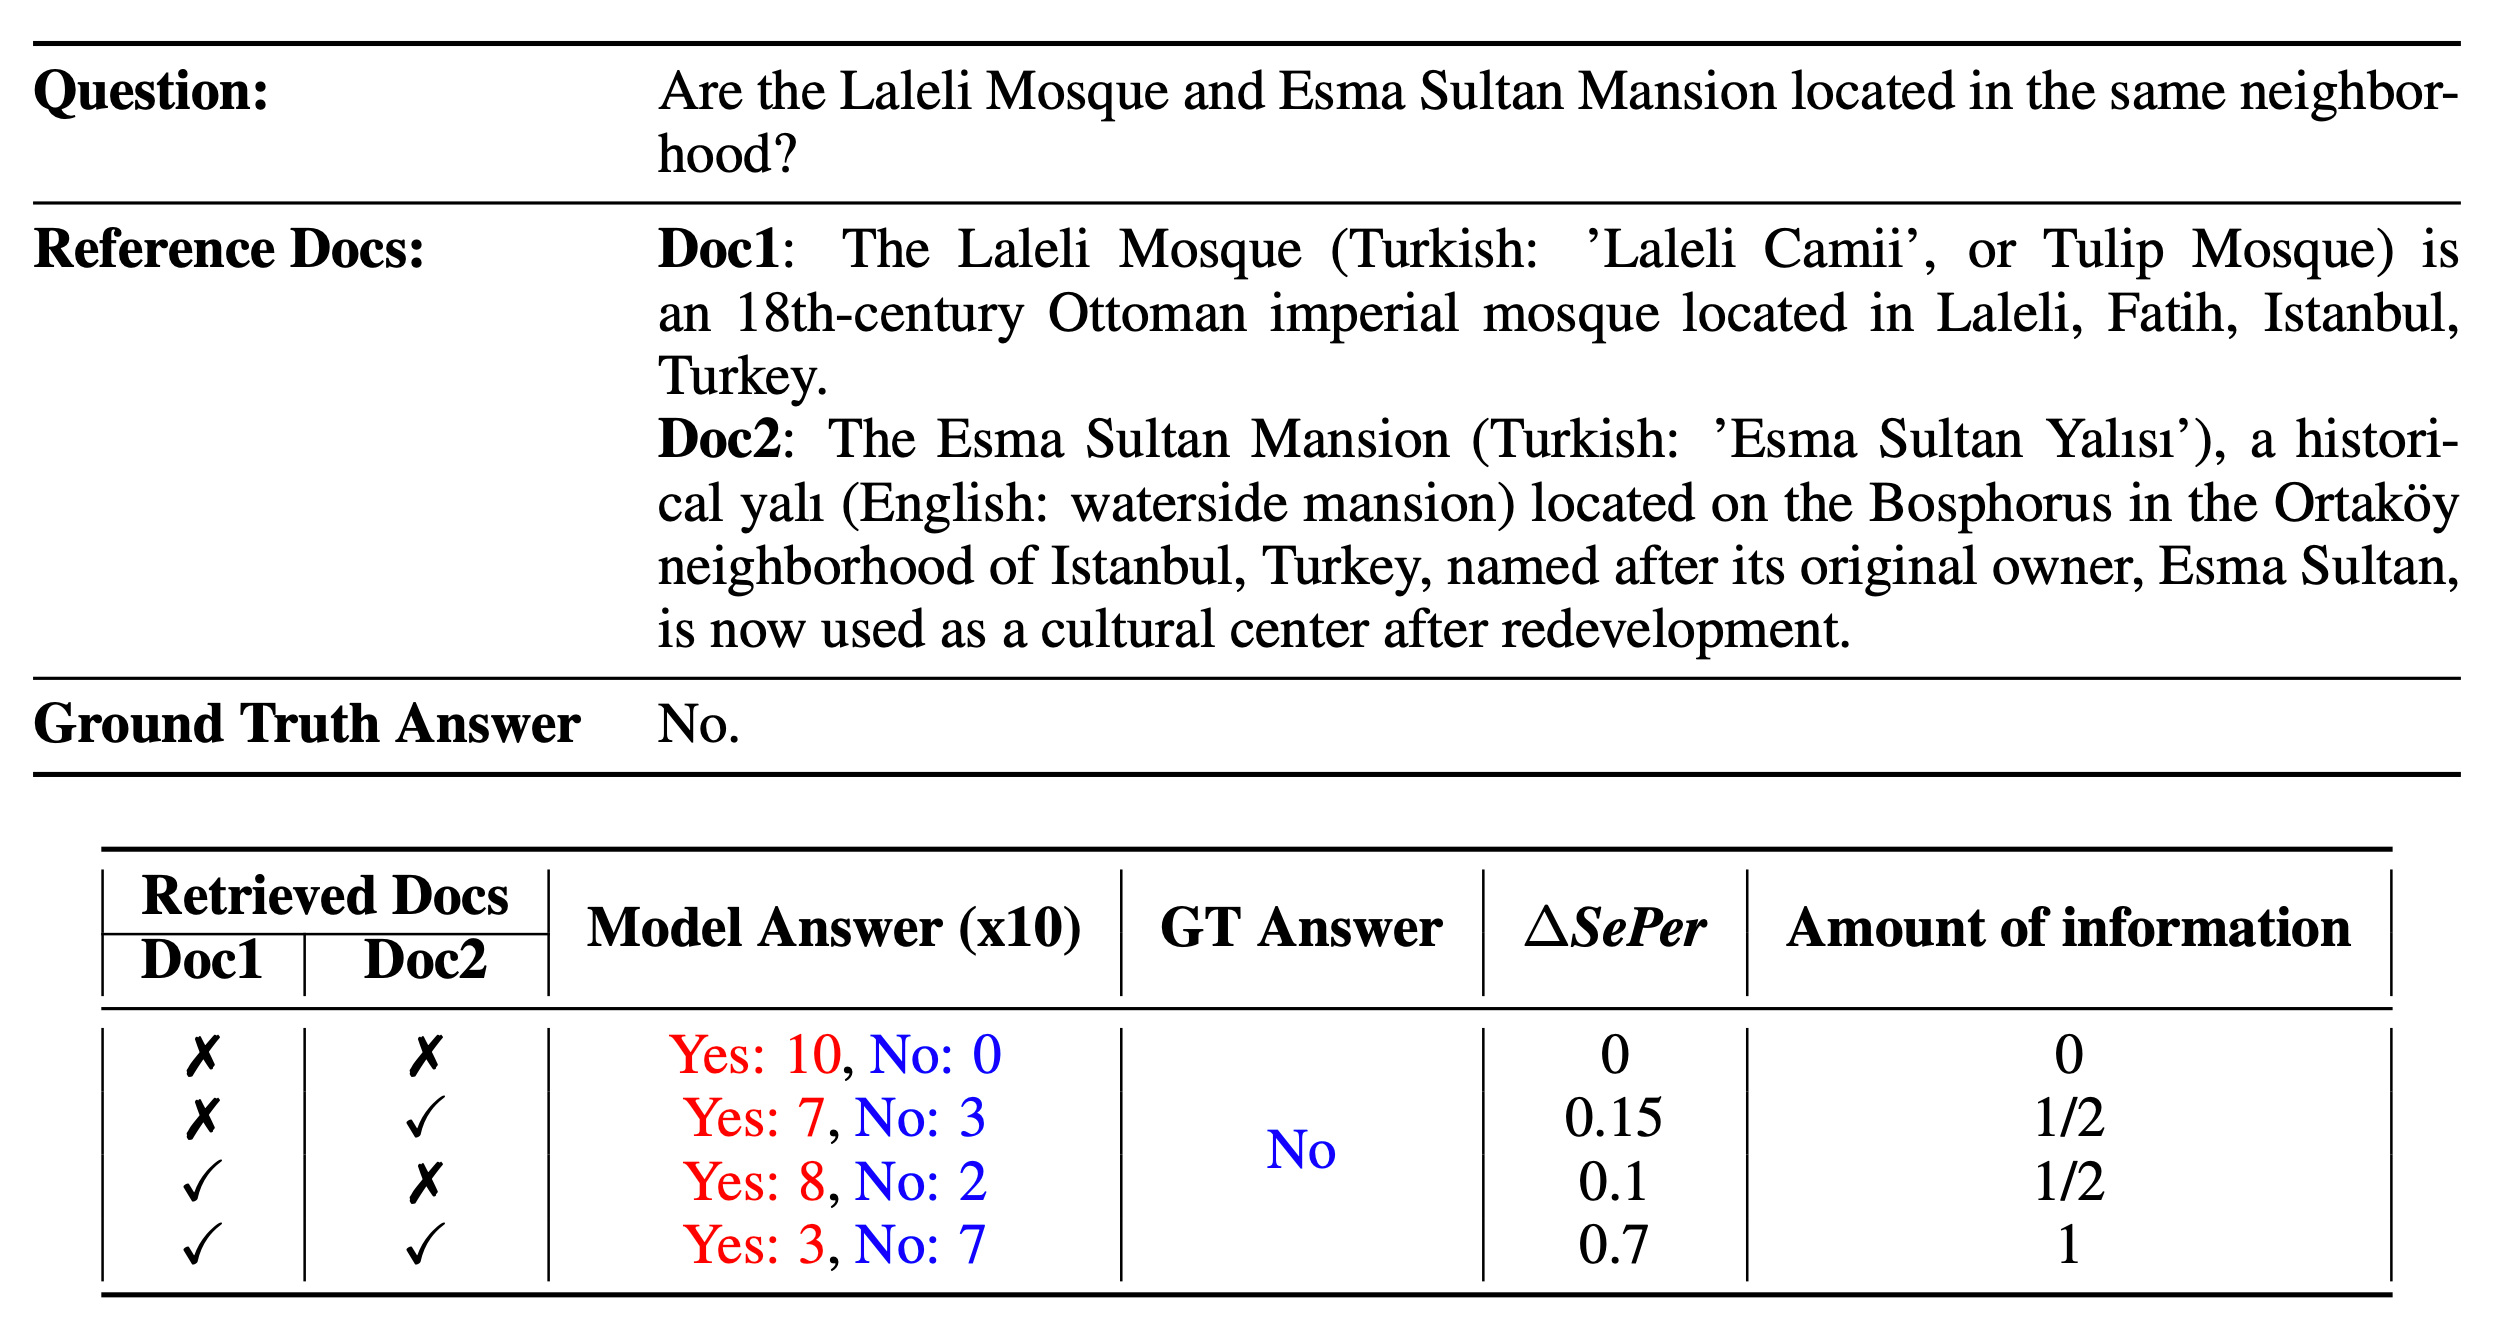 Question: Are the Laleli Mosque and Esma Sultan Mansion located in the same neighbor-
hood?
Reference Docs: Doc1: The Laleli Mosque (Turkish: ’Laleli Camii’, or Tulip Mosque) is
an 18th-century Ottoman imperial mosque located in Laleli, Fatih, Istanbul,
Turkey.
Doc2: The Esma Sultan Mansion (Turkish: ’Esma Sultan Yalısı’), a histori-
cal yalı (English: waterside mansion) located on the Bosphorus in the Ortaköy
neighborhood of Istanbul, Turkey, named after its original owner, Esma Sultan,
is now used as a cultural center after redevelopment.
Ground Truth Answer No.
Retrieved Docs Model Answer (x10) GT Answer △SePer Amount of information
Doc1 Doc2
✗ ✗ Yes: 10, No: 0 0 0
✗ ✓ Yes: 7, No: 3 0.15 1/2
No
✓ ✗ Yes: 8, No: 2 0.1 1/2
✓ ✓ Yes: 3, No: 7 0.7 1